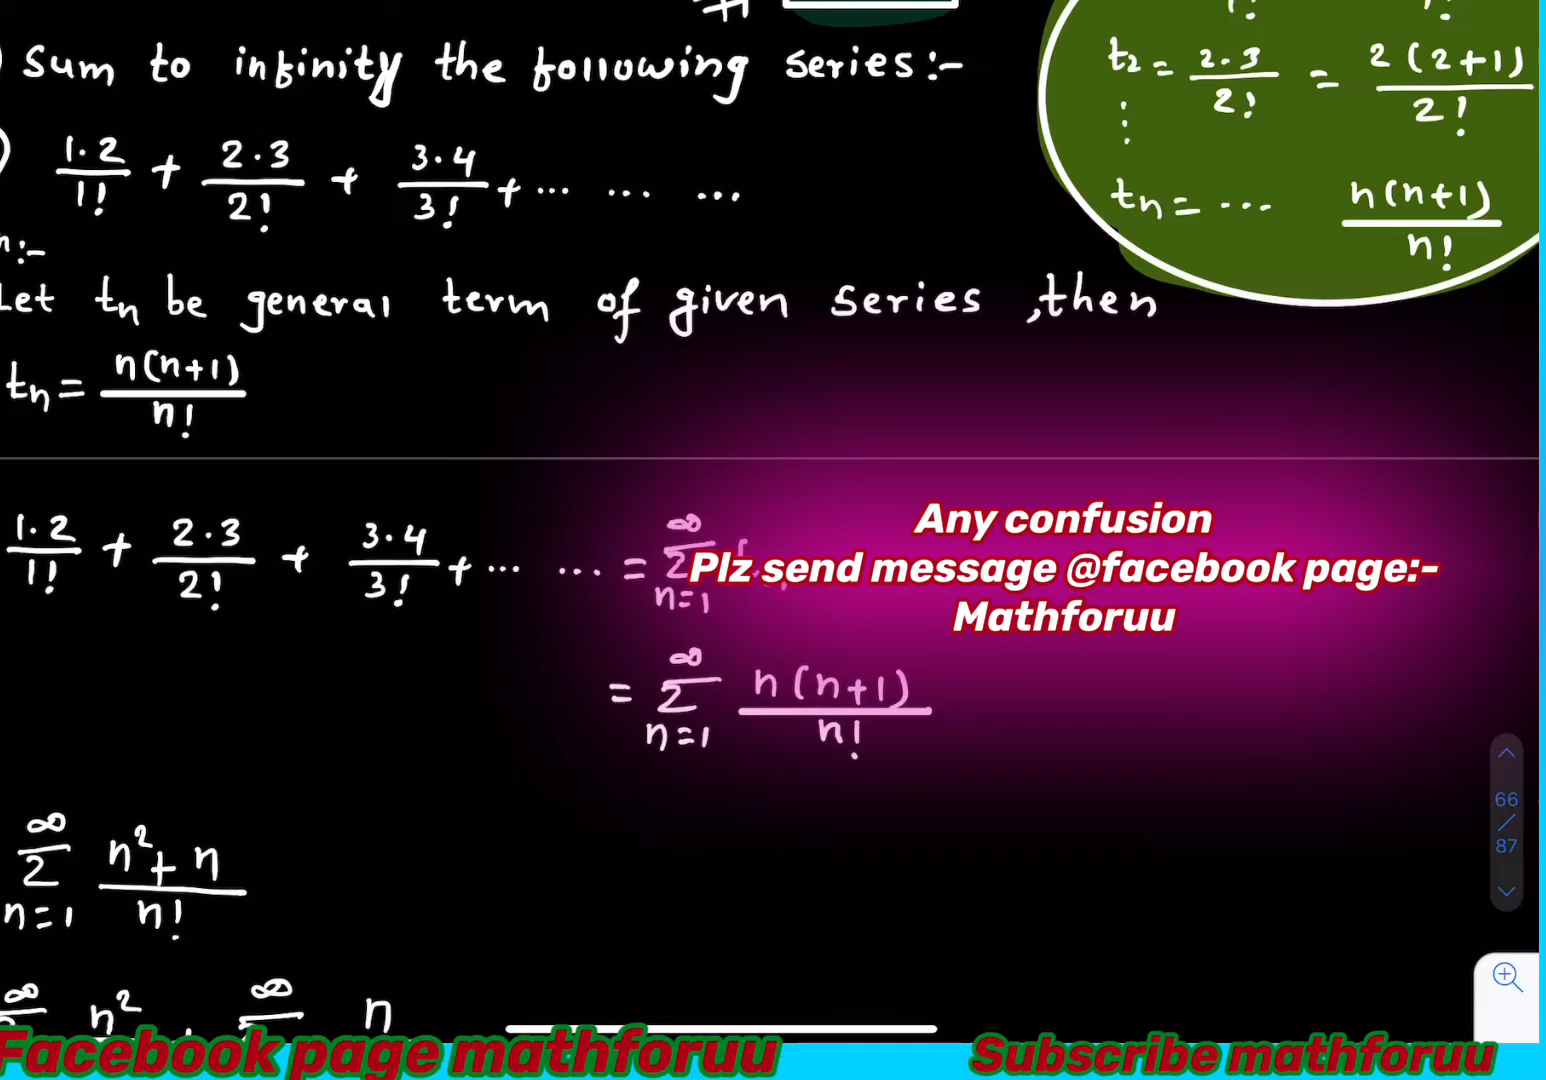 Sum to infinity the following series:-
1·2/1! + 2·3/2! + 3·4/3! + ... ... ...
t₂ = 2·3/2! = 2(2+1)/2!
⋮
tn = ... n(n+1)/n!
n:-
Let tn be general term of given series, then
tn = n(n+1)/n!
1·2/1! + 2·3/2! + 3·4/3! + ... ... = ∞ Σ n=1
Any confusion
Plz send message @facebook page:-
Mathforuu
= ∞ Σ n=1 n(n+1)/n!
66
/
87
∞ Σ n=1 n²+n/n!
∞ n² ∞ n
Facebook page mathforuu
Subscribe mathforuu